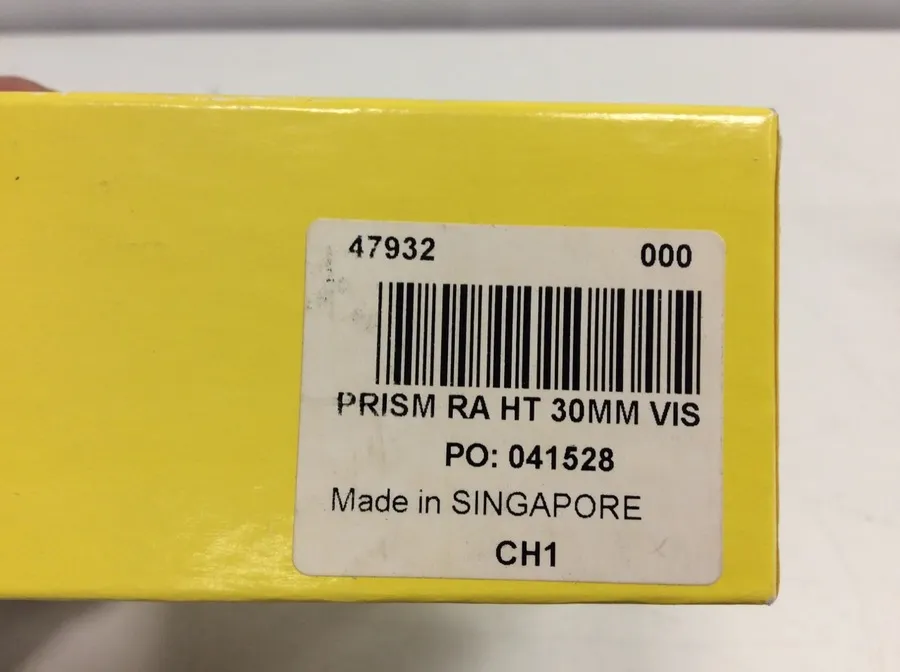 47932 000
PRISM RA HT 30MM VIS
PO: 041528
Made in SINGAPORE
CH1